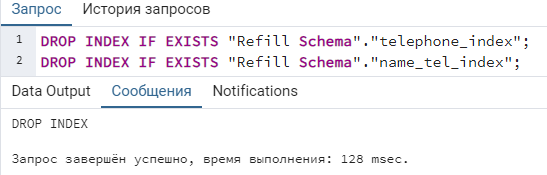 Запрос История запросов
1 DROP INDEX IF EXISTS "Refill Schema"."telephone_index";
2 DROP INDEX IF EXISTS "Refill Schema"."name_tel_index";
Data Output Сообщения Notifications
DROP INDEX
Запрос завершён успешно, время выполнения: 128 msec.